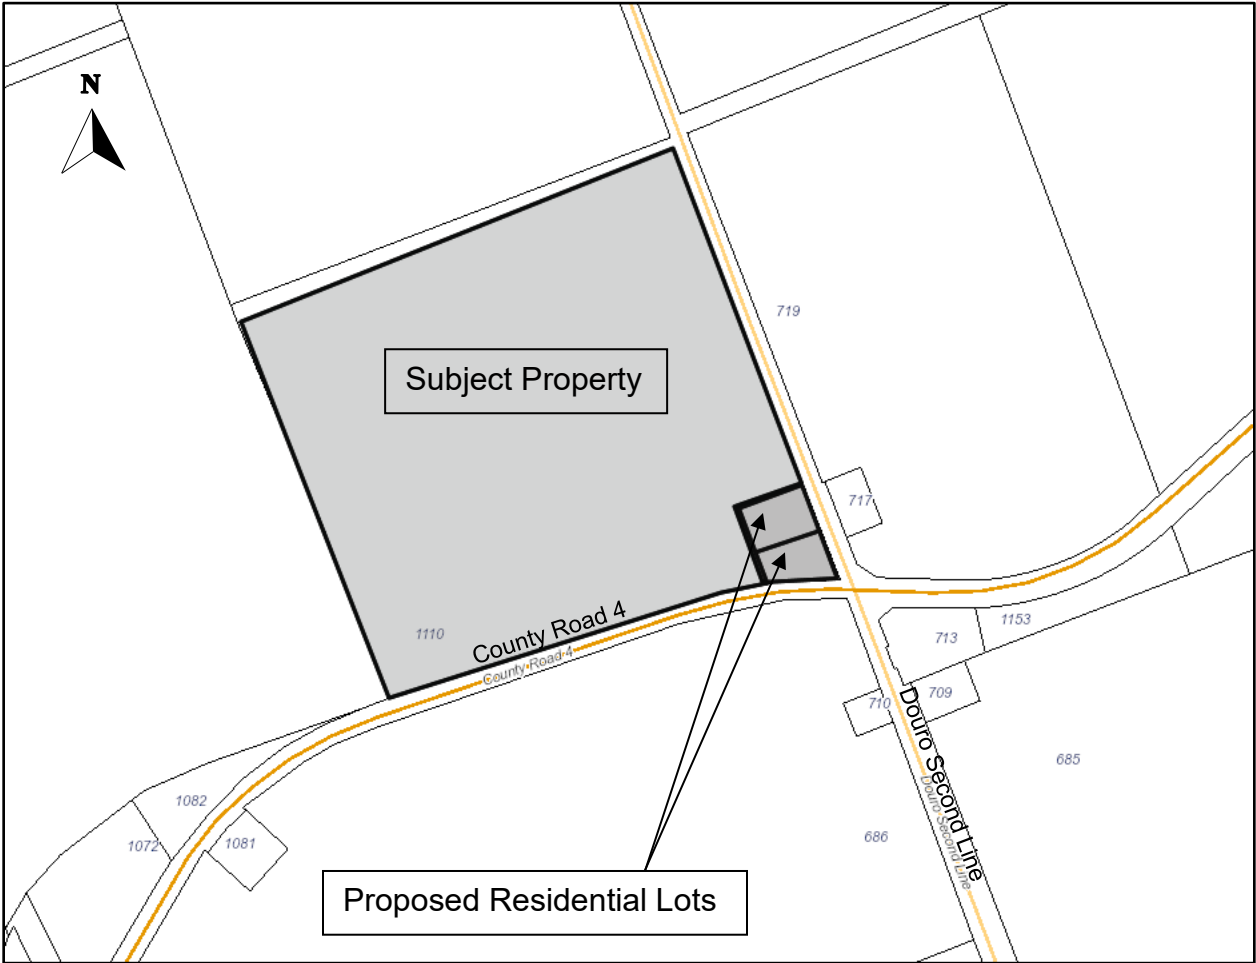 N
719
Subject Property
717
1110
County Road 4
County Road 4
1153
713
709
710
Douro Second Line
Douro Second Line
685
1082
686
1072
1081
Proposed Residential Lots